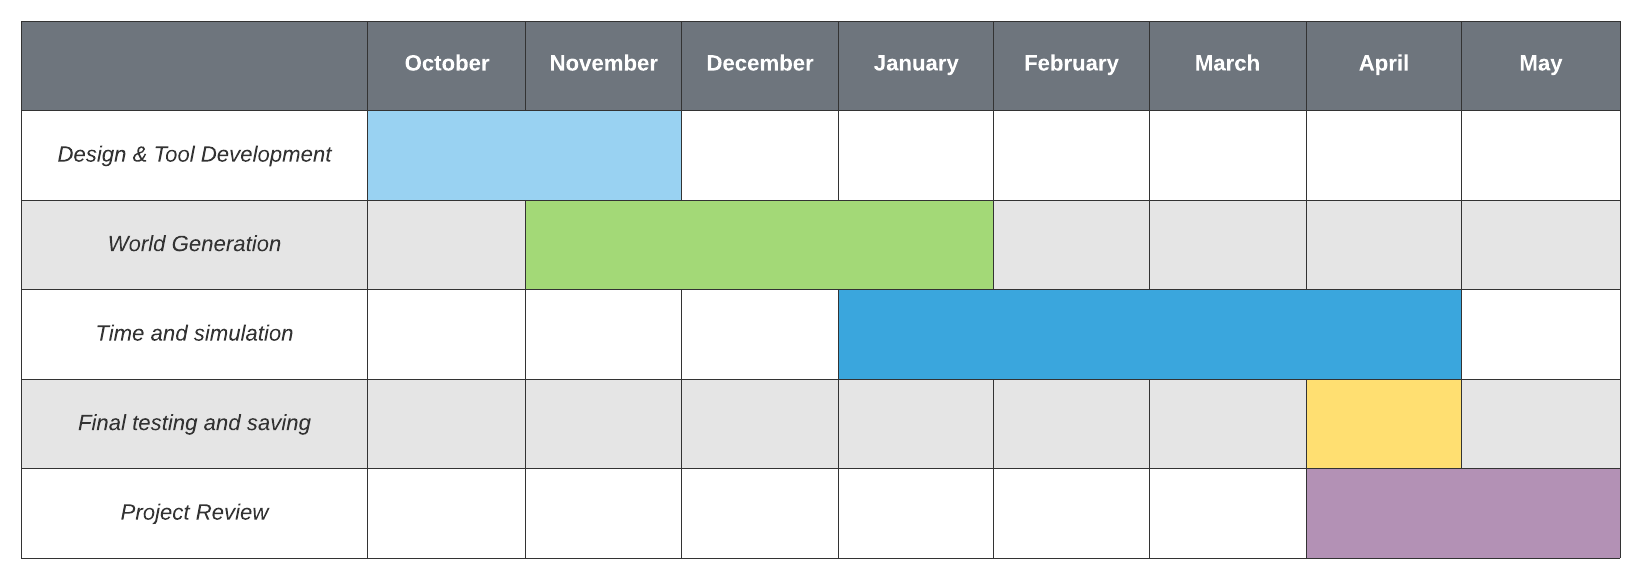 October November December January February March April May
Design & Tool Development
World Generation
Time and simulation
Final testing and saving
Project Review